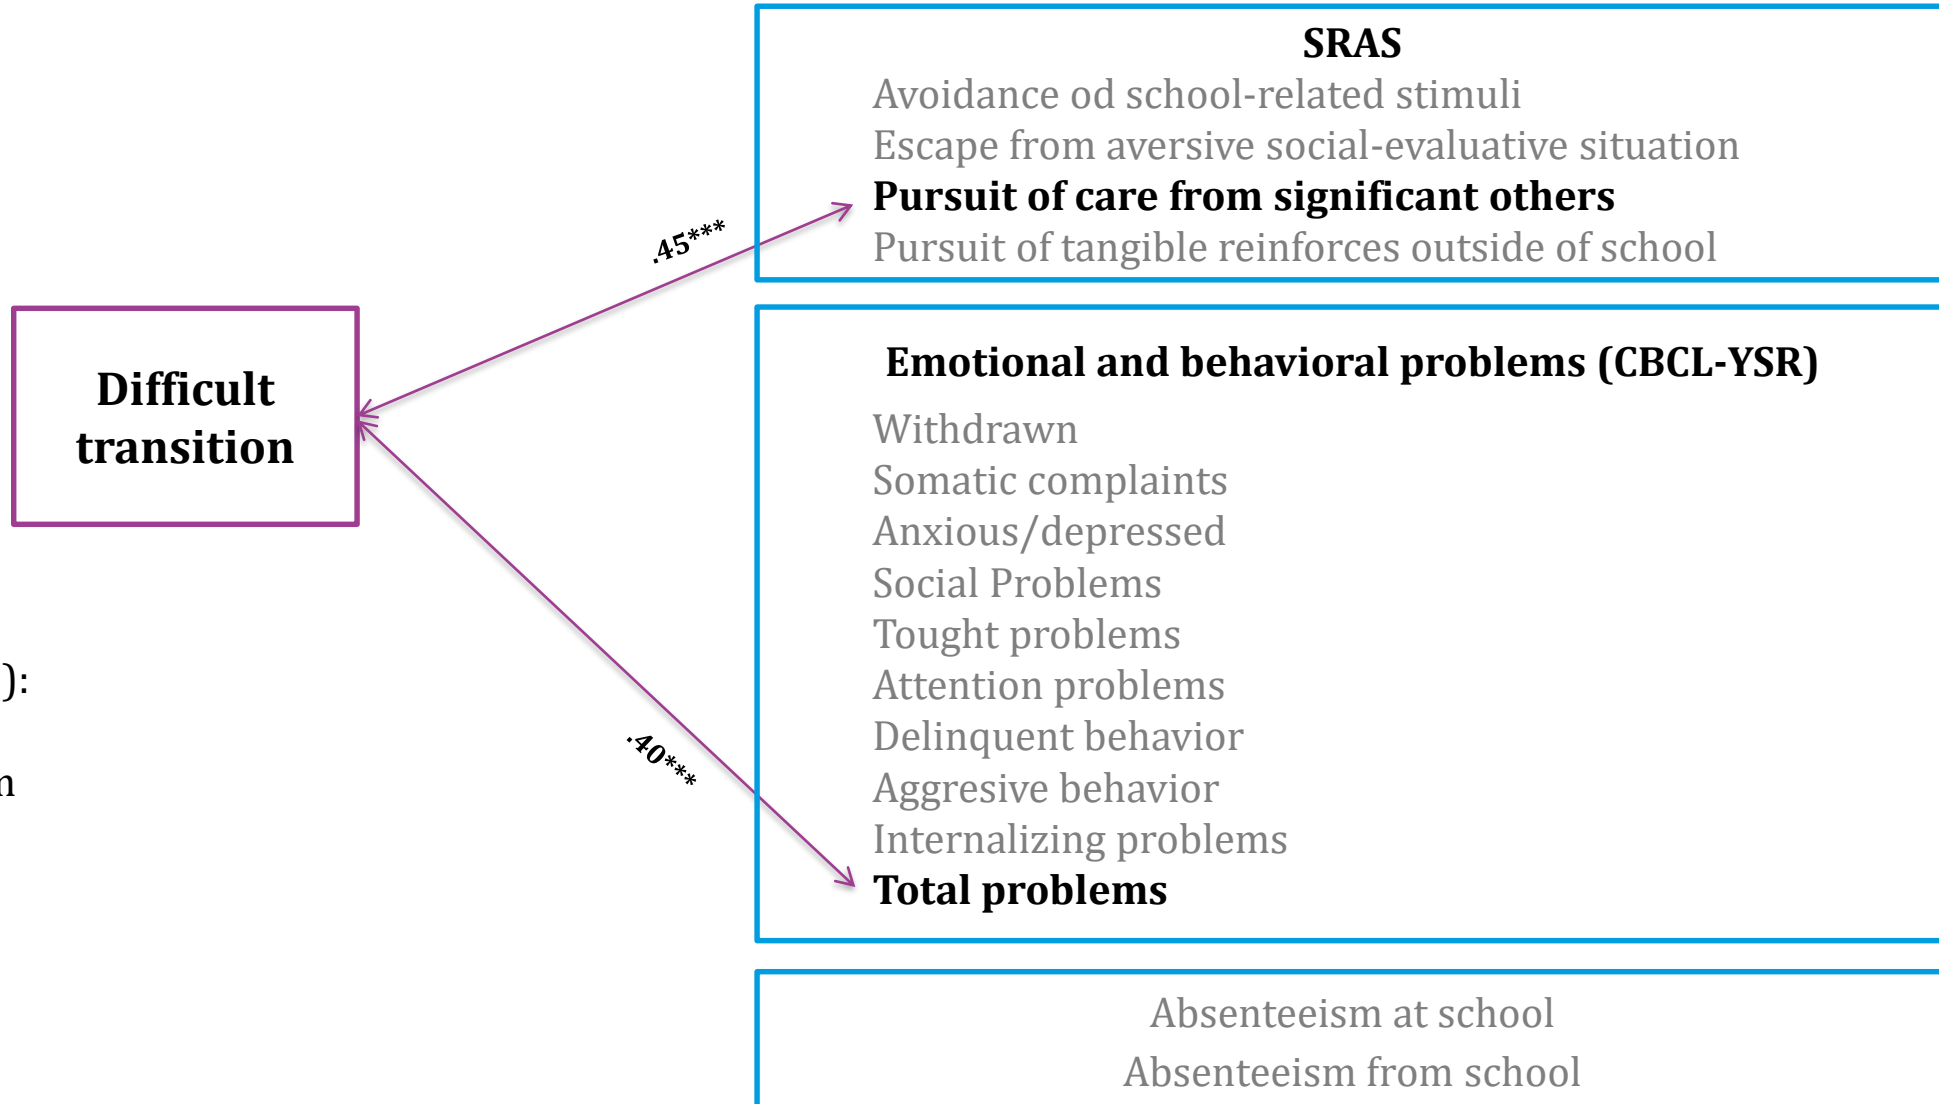 SRAS
Avoidance od school-related stimuli
Escape from aversive social-evaluative situation
Pursuit of care from significant others
Pursuit of tangible reinforces outside of school
.45***
Difficult
transition
Emotional and behavioral problems (CBCL-YSR)
Withdrawn
Somatic complaints
Anxious/depressed
Social Problems
Tought problems
Attention problems
Delinquent behavior
Aggresive behavior
Internalizing problems
Total problems
.40***
):
n
Absenteeism at school
Absenteeism from school